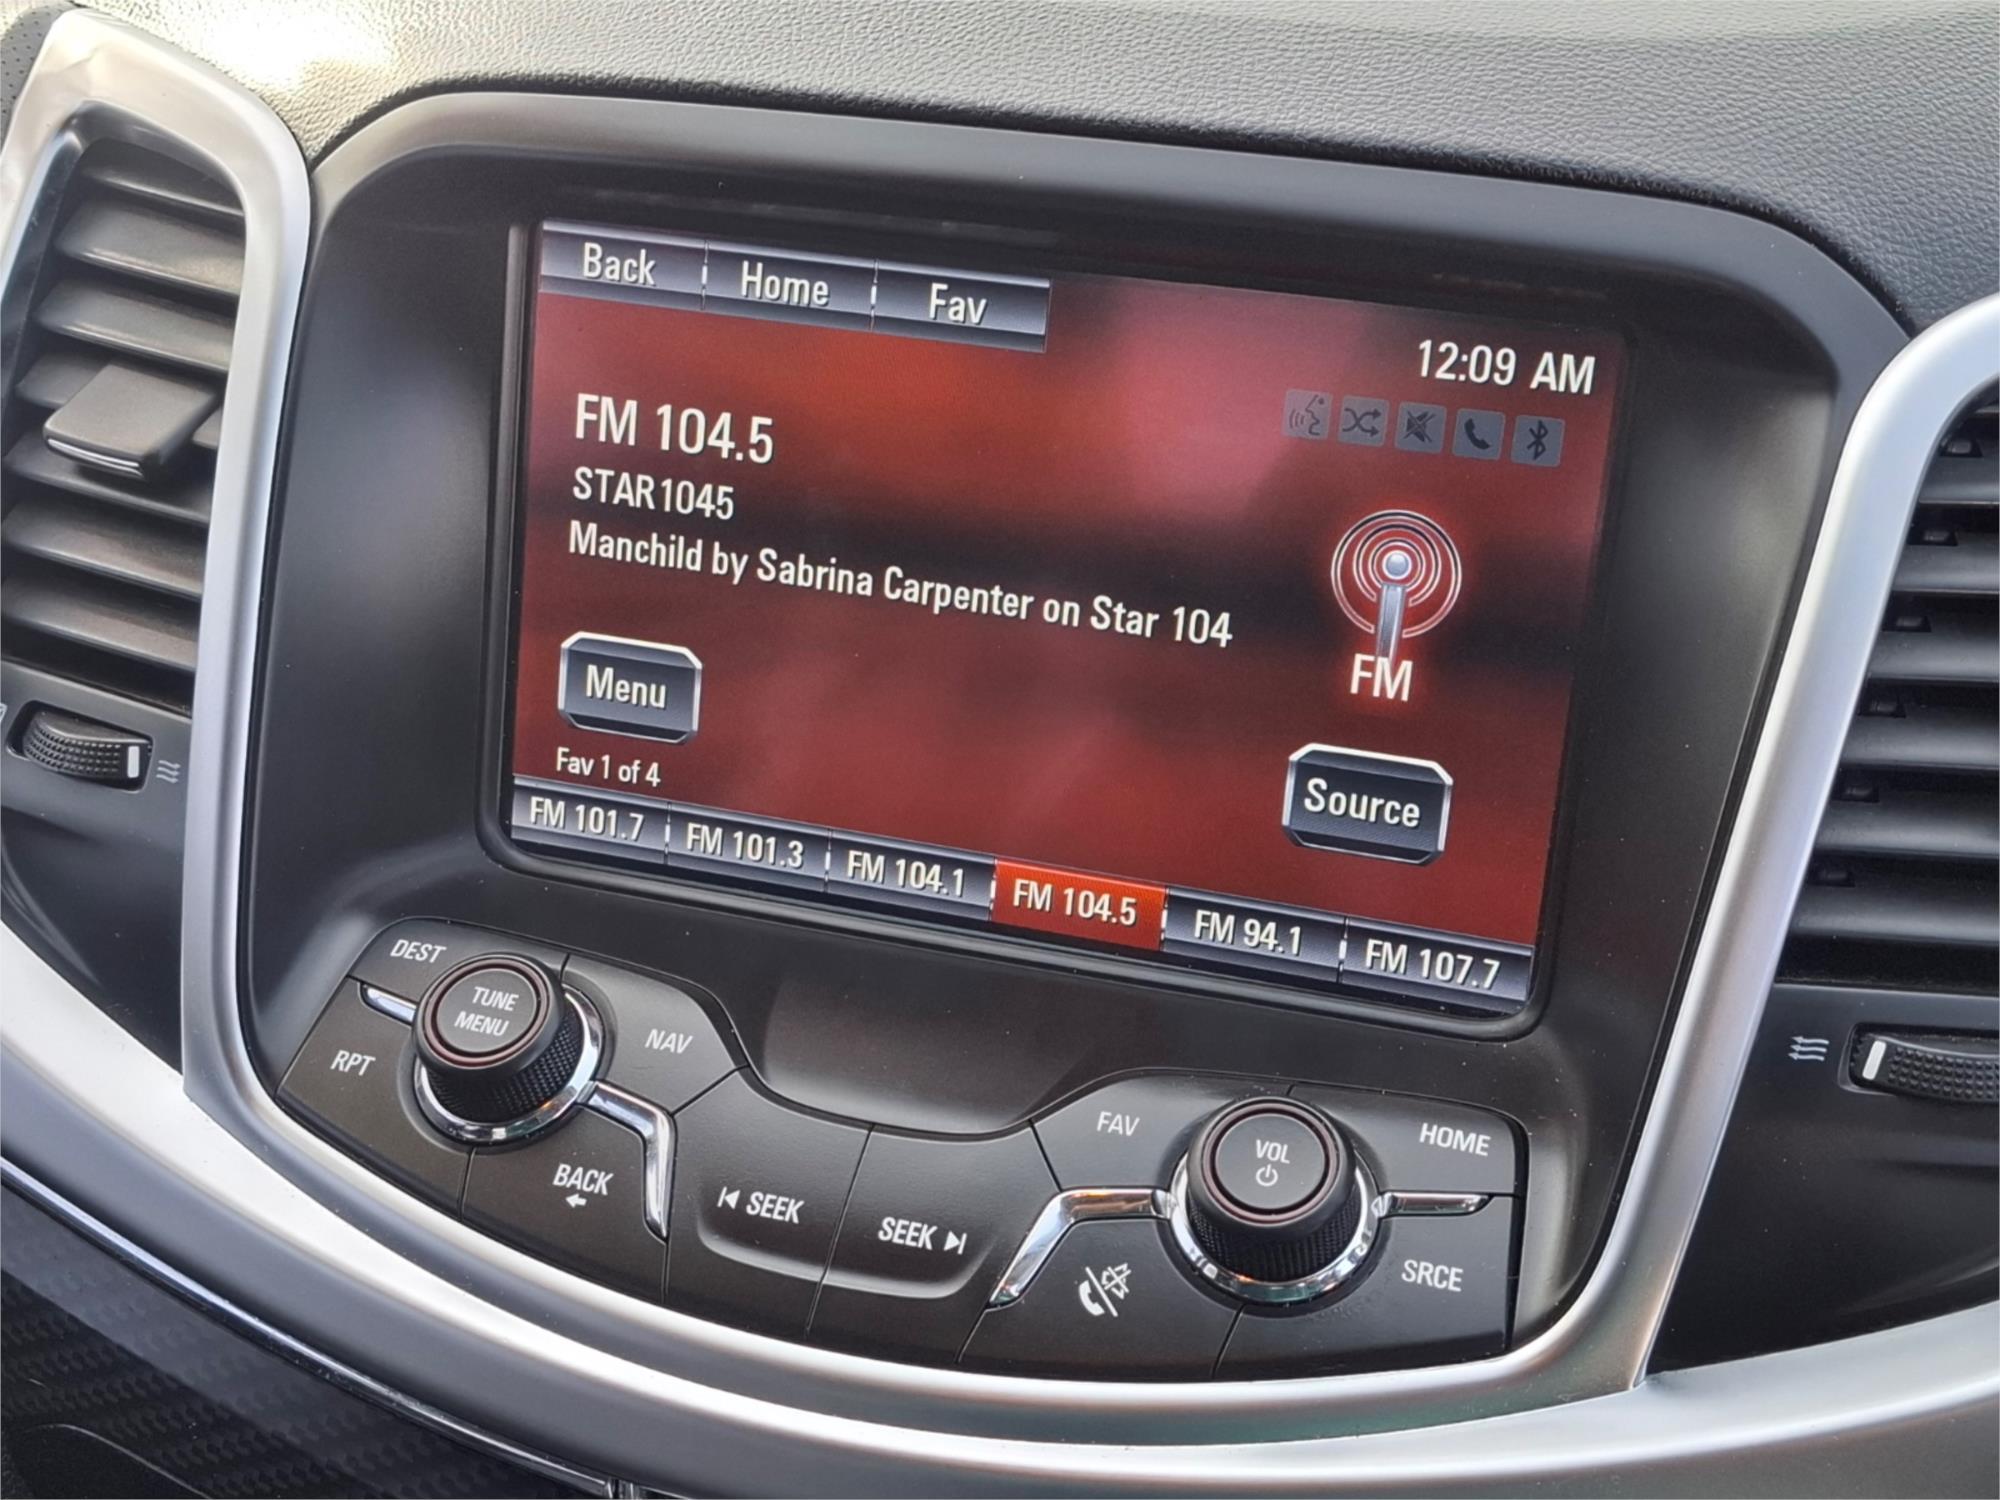 Back Home Fav
12:09 AM
FM 104.5
STAR1045
Manchild by Sabrina Carpenter on Star 104
FM
Menu
Source
Fav 1 of 4
FM 101.7 FM 101.3 FM 104.1 FM 104.5 FM 94.1 FM 107.7
DEST
TUNE
MENU
NAV
RPT
BACK
SEEK
SEEK
FAV
VOL
HOME
SRCE